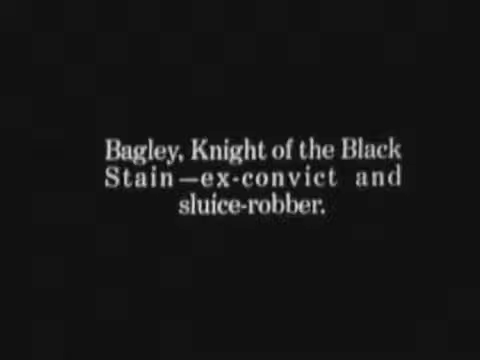 Bagley, Knight of the Black
Stain—ex-convict and
sluice-robber.